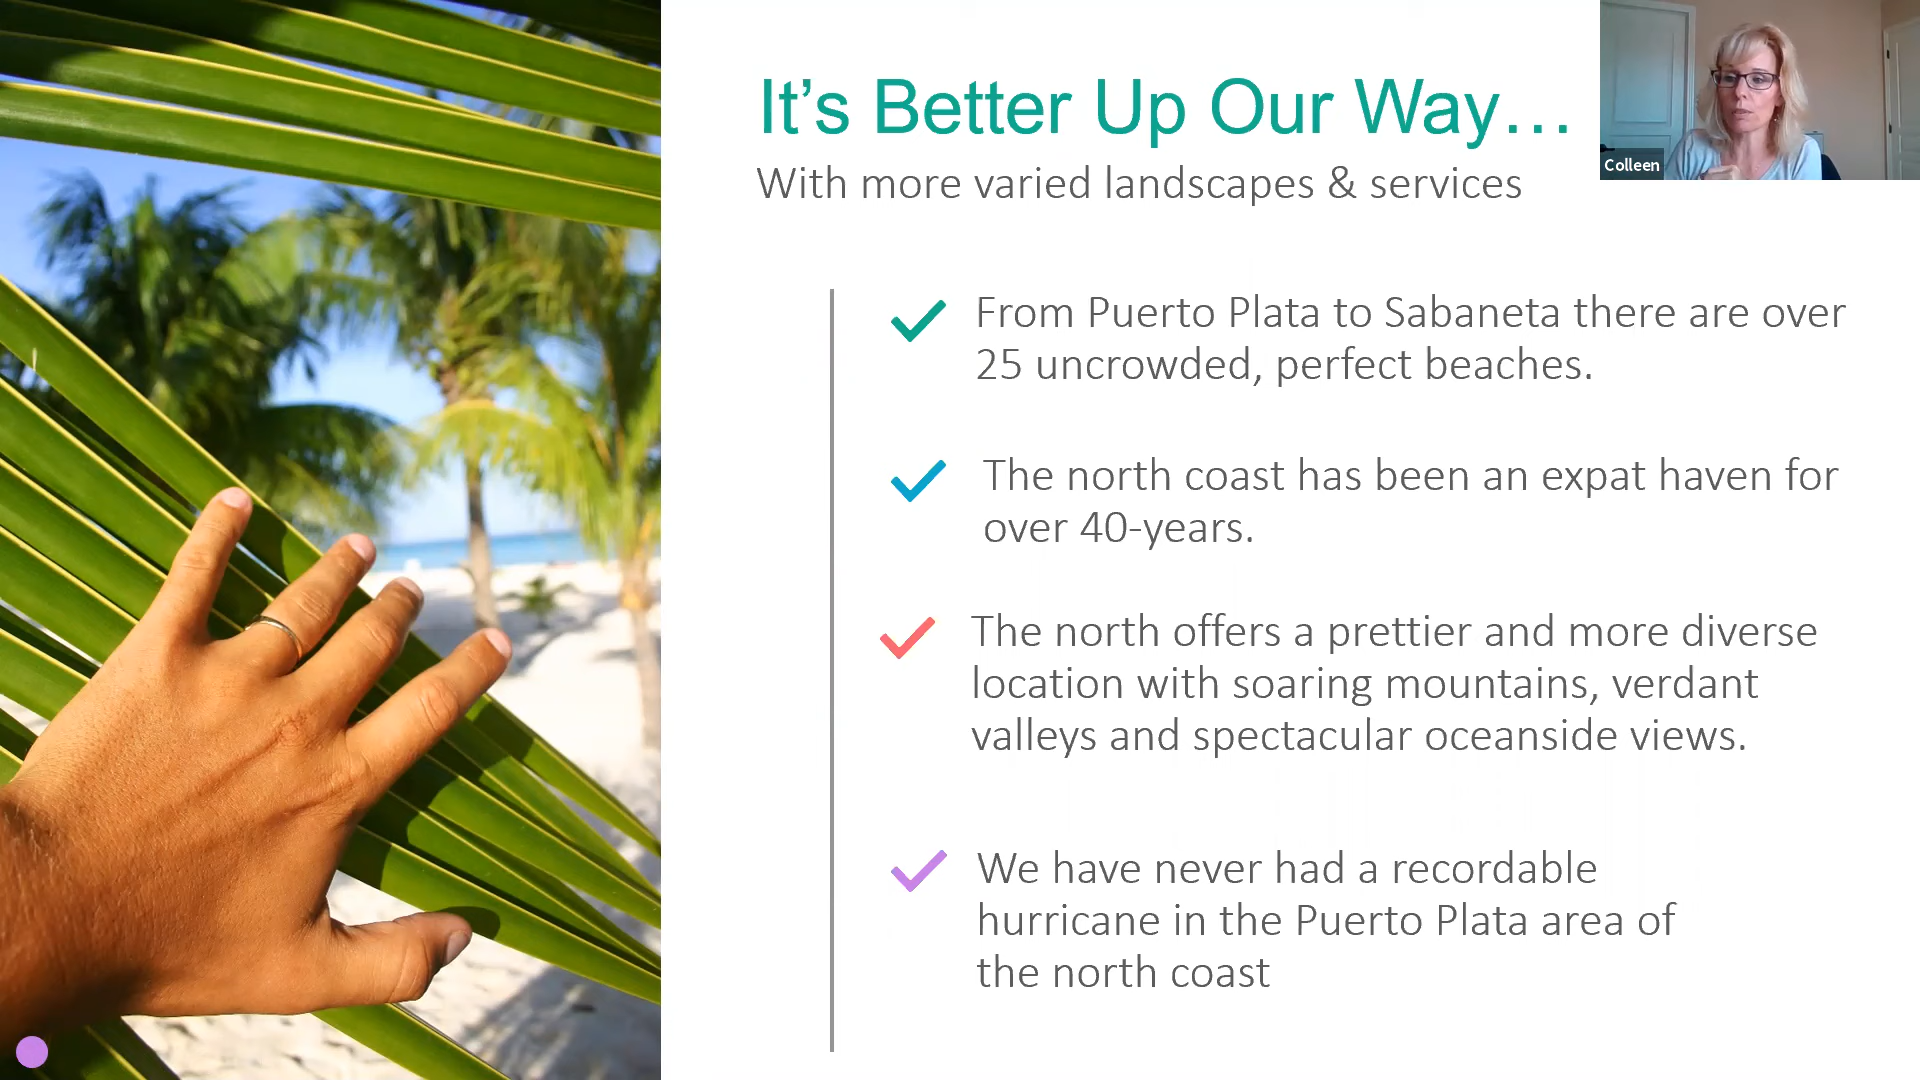 It’s Better Up Our Way…
With more varied landscapes & services
Colleen
From Puerto Plata to Sabaneta there are over
25 uncrowded, perfect beaches.
The north coast has been an expat haven for
over 40-years.
The north offers a prettier and more diverse
location with soaring mountains, verdant
valleys and spectacular oceanside views.
We have never had a recordable
hurricane in the Puerto Plata area of
the north coast